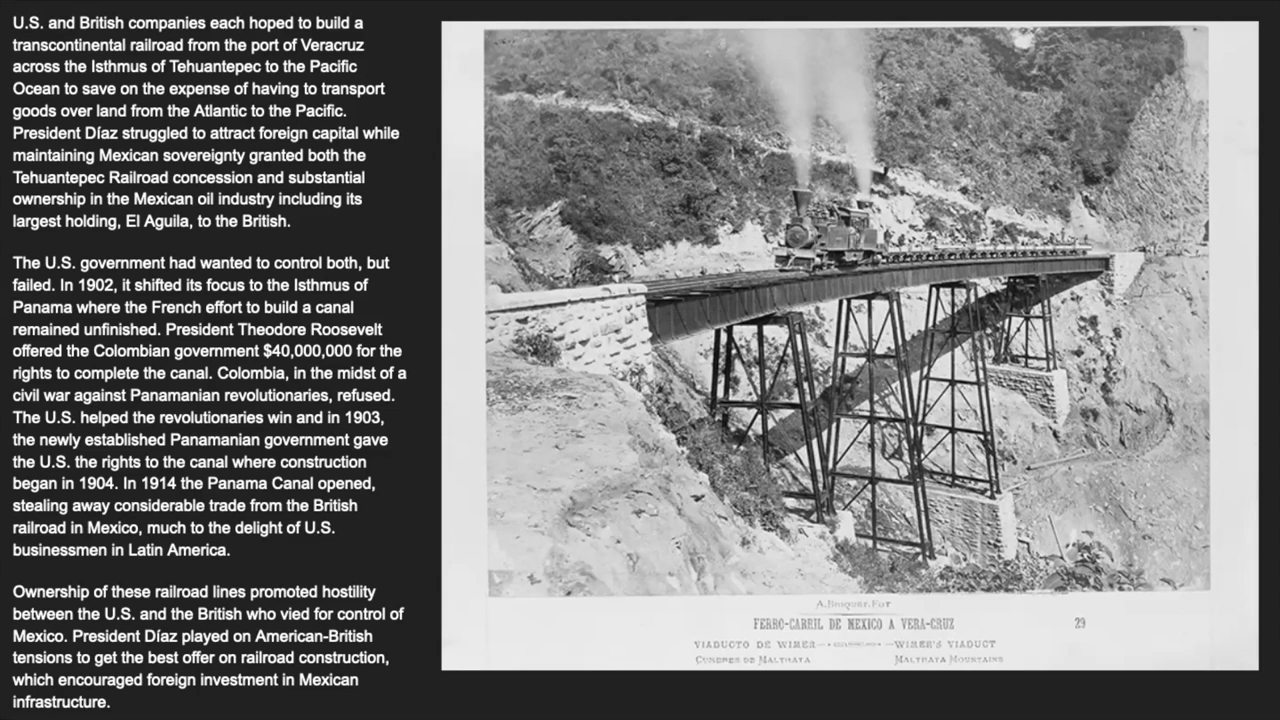 U.S. and British companies each hoped to build a
transcontinental railroad from the port of Veracruz
across the Isthmus of Tehuantepec to the Pacific
Ocean to save on the expense of having to transport
goods over land from the Atlantic to the Pacific.
President Díaz struggled to attract foreign capital while
maintaining Mexican sovereignty granted both the
Tehuantepec Railroad concession and substantial
ownership in the Mexican oil industry including its
largest holding, El Aguila, to the British.
The U.S. government had wanted to control both, but
failed. In 1902, it shifted its focus to the Isthmus of
Panama where the French effort to build a canal
remained unfinished. President Theodore Roosevelt
offered the Colombian government $40,000,000 for the
rights to complete the canal. Colombia, in the midst of a
civil war against Panamanian revolutionaries, refused.
The U.S. helped the revolutionaries win and in 1903,
the newly established Panamanian government gave
the U.S. the rights to the canal where construction
began in 1904. In 1914 the Panama Canal opened,
stealing away considerable trade from the British
railroad in Mexico, much to the delight of U.S.
businessmen in Latin America.
Ownership of these railroad lines promoted hostility
between the U.S. and the British who vied for control of
Mexico. President Díaz played on American-British
tensions to get the best offer on railroad construction,
which encouraged foreign investment in Mexican
infrastructure.
A. Briquet, Fot
FERRO-CARRIL DE MEXICO A VERA-CRUZ 29
VIADUCTO DE WIMER WIMER'S VIADUCT
CUMBRES DE MALTRATA MALTRATA MOUNTAINS